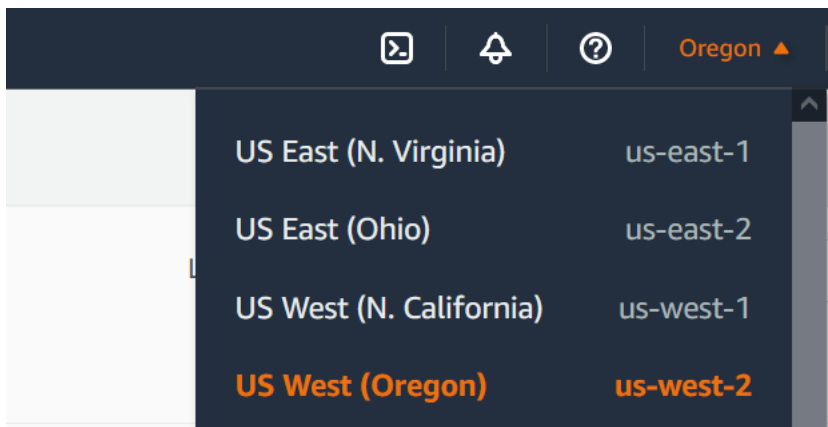 Oregon
US East (N. Virginia) us-east-1
US East (Ohio) us-east-2
US West (N. California) us-west-1
US West (Oregon) us-west-2